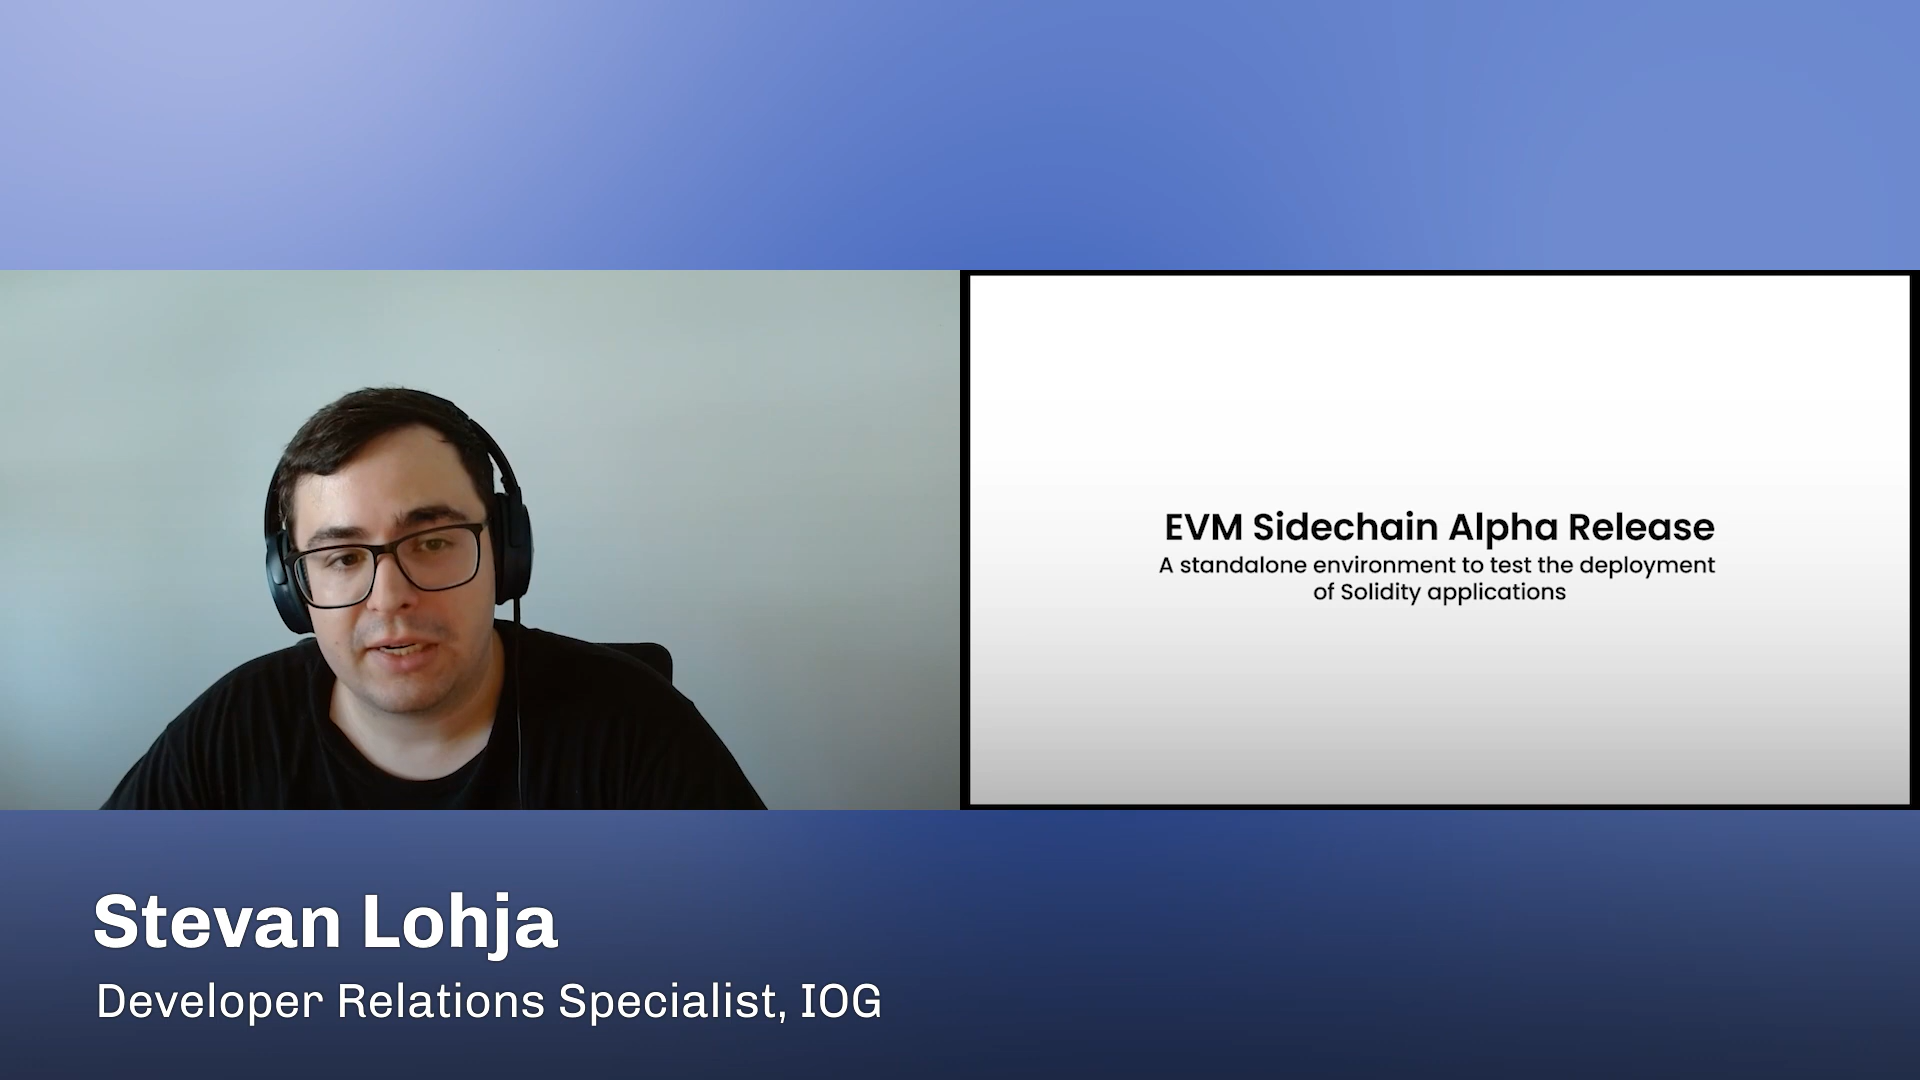 EVM Sidechain Alpha Release
A standalone environment to test the deployment
of Solidity applications
Stevan Lohja
Developer Relations Specialist, IOG